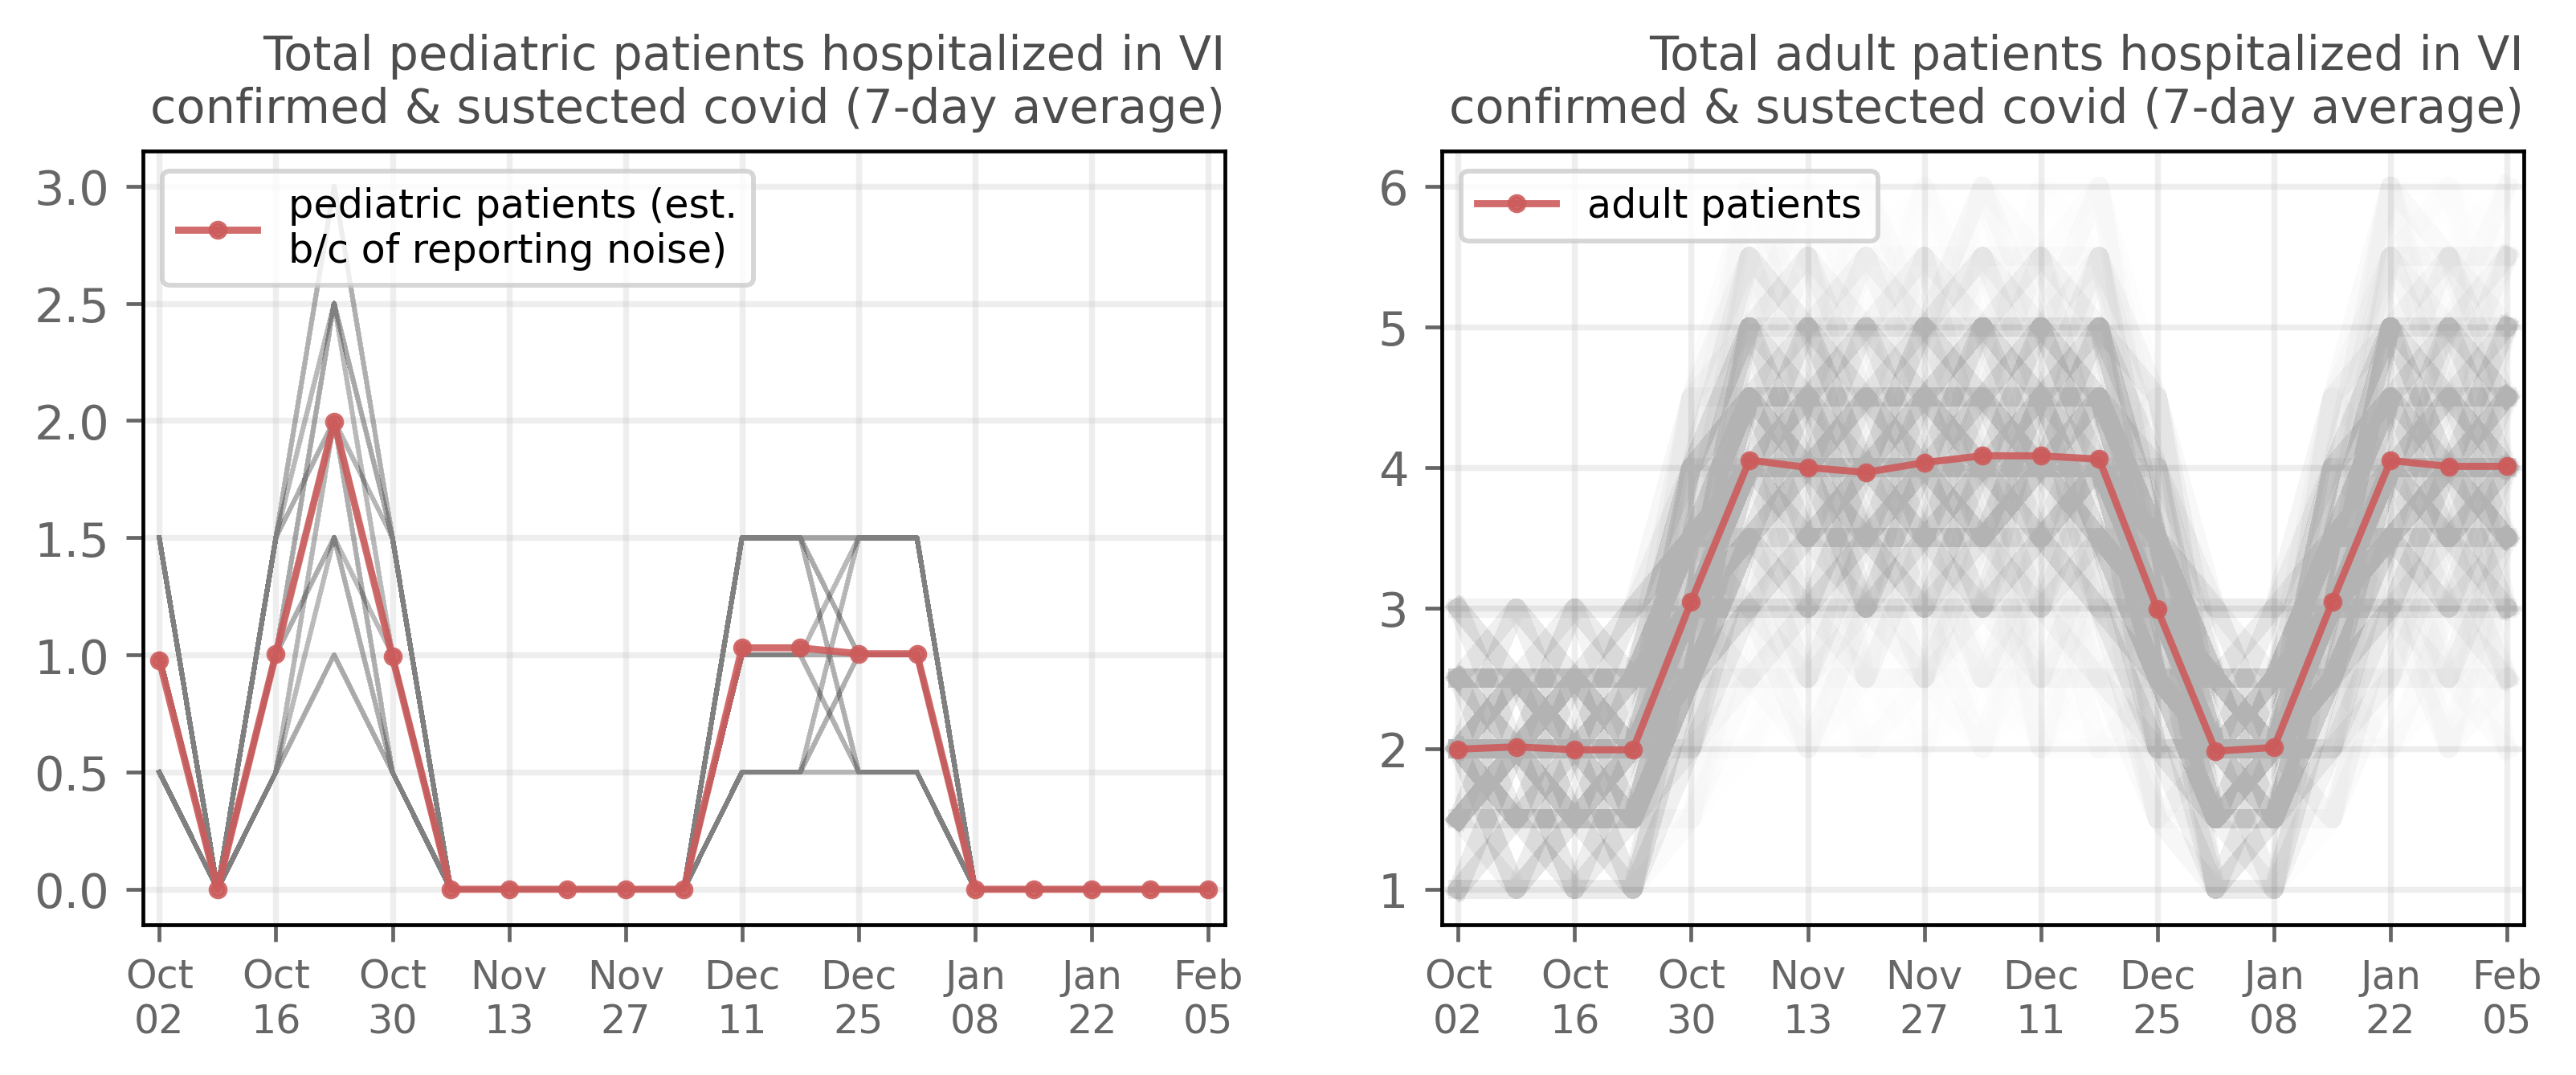 Total pediatric patients hospitalized in VI
confirmed & sustected covid (7-day average)
pediatric patients (est.
b/c of reporting noise)
3.0
2.5
2.0
1.5
1.0
0.5
0.0
Oct Oct Oct Nov Nov Dec Dec Jan Jan Feb
02 16 30 13 27 11 25 08 22 05
Total adult patients hospitalized in VI
confirmed & sustected covid (7-day average)
adult patients
6
5
4
3
2
1
Oct Oct Oct Nov Nov Dec Dec Jan Jan Feb
02 16 30 13 27 11 25 08 22 05